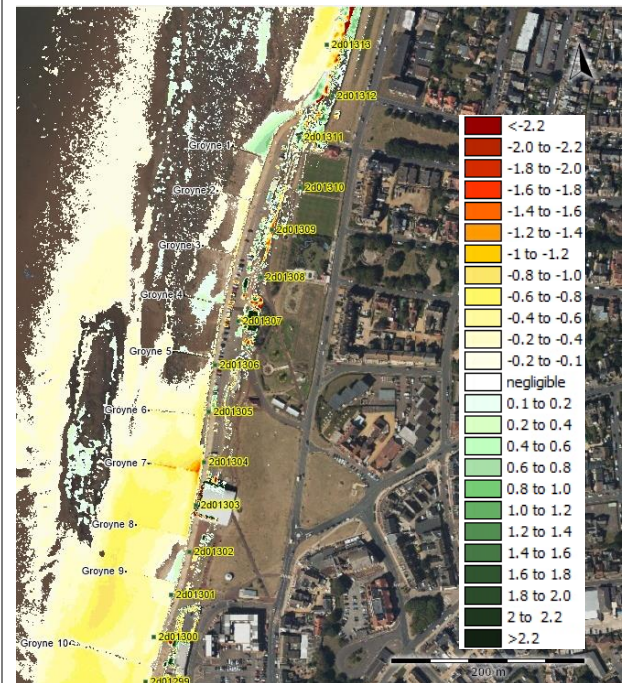 2d01313
2d01312
2d01311
Groyne 1
2d01310
Groyne 2
2d01309
Groyne 3
2d01308
Groyne 4
2d01307
Groyne 5
2d01306
2d01305
Groyne 6
Groyne 7
2d01304
2d01303
Groyne 8
2d01302
Groyne 9
2d01301
2d01300
Groyne 10
2d01299
<-2.2
-2.0 to -2.2
-1.8 to -2.0
-1.6 to -1.8
-1.4 to -1.6
-1.2 to -1.4
-1 to -1.2
-0.8 to -1.0
-0.6 to -0.8
-0.4 to -0.6
-0.2 to -0.4
-0.2 to -0.1
negligible
0.1 to 0.2
0.2 to 0.4
0.4 to 0.6
0.6 to 0.8
0.8 to 1.0
1.0 to 1.2
1.2 to 1.4
1.4 to 1.6
1.6 to 1.8
1.8 to 2.0
2 to 2.2
>2.2
200 m